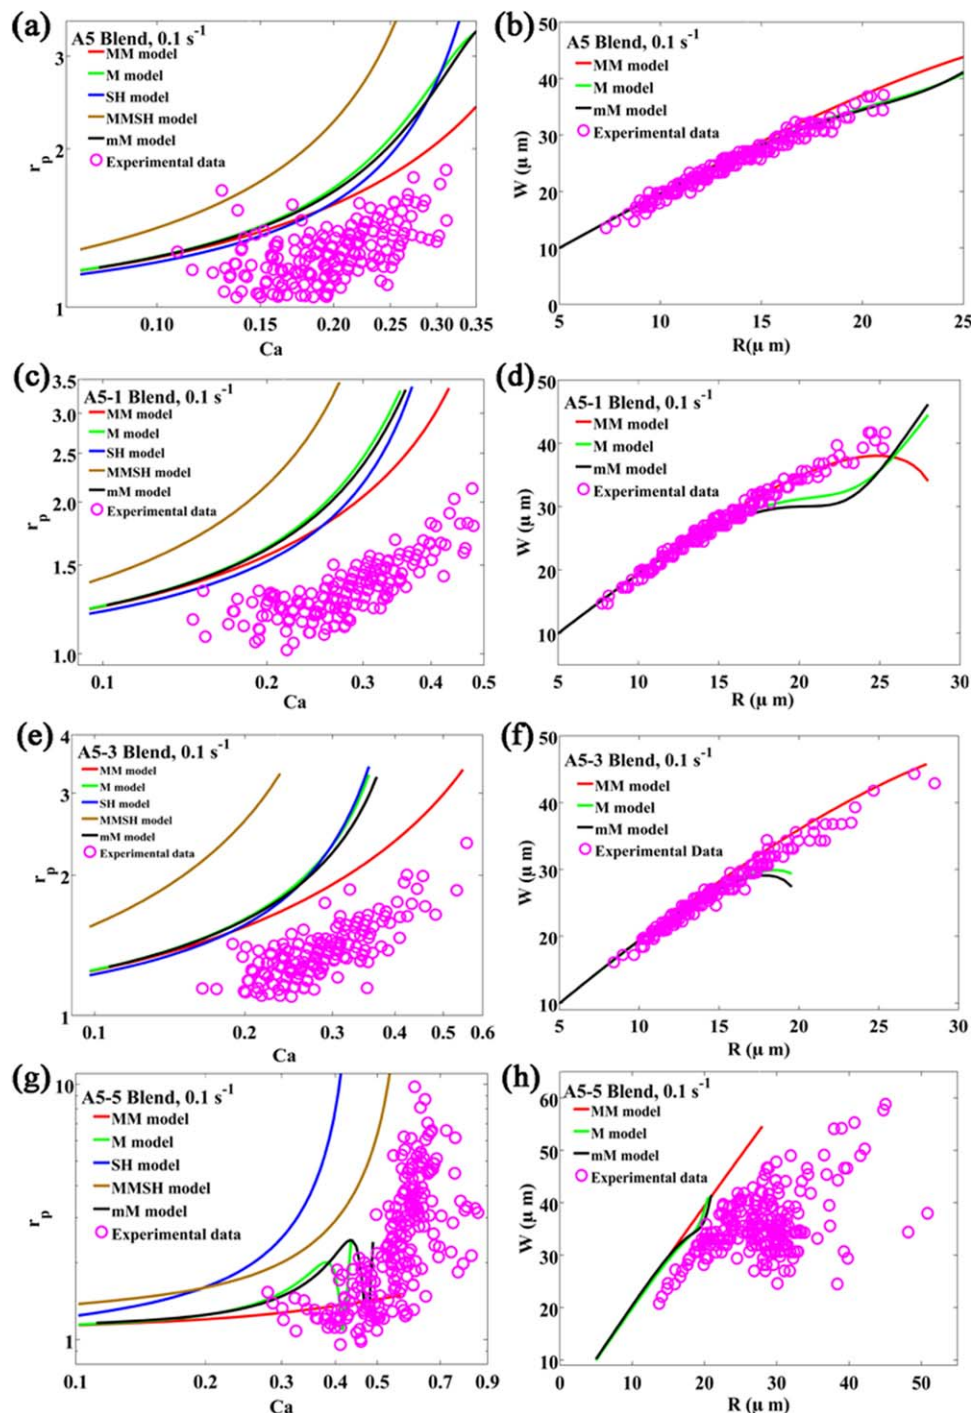 (a)
A5 Blend, 0.1 s⁻¹
MM model
M model
SH model
MMSH model
mM model
Experimental data
3
2
1
rₚ
0.10 0.15 0.20 0.25 0.30 0.35
Ca
(b)
A5 Blend, 0.1 s⁻¹
MM model
M model
mM model
Experimental data
50
40
30
20
10
0
W (μ m)
5 10 15 20 25
R(μ m)
(c)
A5-1 Blend, 0.1 s⁻¹
MM model
M model
SH model
MMSH model
mM model
Experimental data
3.5
3.0
2.5
2.0
1.5
1.0
rₚ
0.1 0.2 0.3 0.4 0.5
Ca
(d)
A5-1 Blend, 0.1 s⁻¹
MM model
M model
mM model
Experimental data
50
40
30
20
10
W (μ m)
5 10 15 20 25 30
R (μ m)
(e)
A5-3 Blend, 0.1 s⁻¹
MM model
M model
SH model
MMSH model
mM model
Experimental data
4
3
2
1
rₚ
0.1 0.2 0.3 0.4 0.5 0.6
Ca
(f)
A5-3 Blend, 0.1 s⁻¹
MM model
M model
mM model
Experimental Data
50
40
30
20
10
W (μ m)
5 10 15 20 25 30
R (μ m)
(g)
A5-5 Blend, 0.1 s⁻¹
MM model
M model
SH model
MMSH model
mM model
Experimental data
10
1
rₚ
0.1 0.2 0.3 0.4 0.5 0.7 0.9
Ca
(h)
A5-5 Blend, 0.1 s⁻¹
MM model
M model
mM model
Experimental data
60
50
40
30
20
10
W (μ m)
0 10 20 30 40 50
R (μ m)